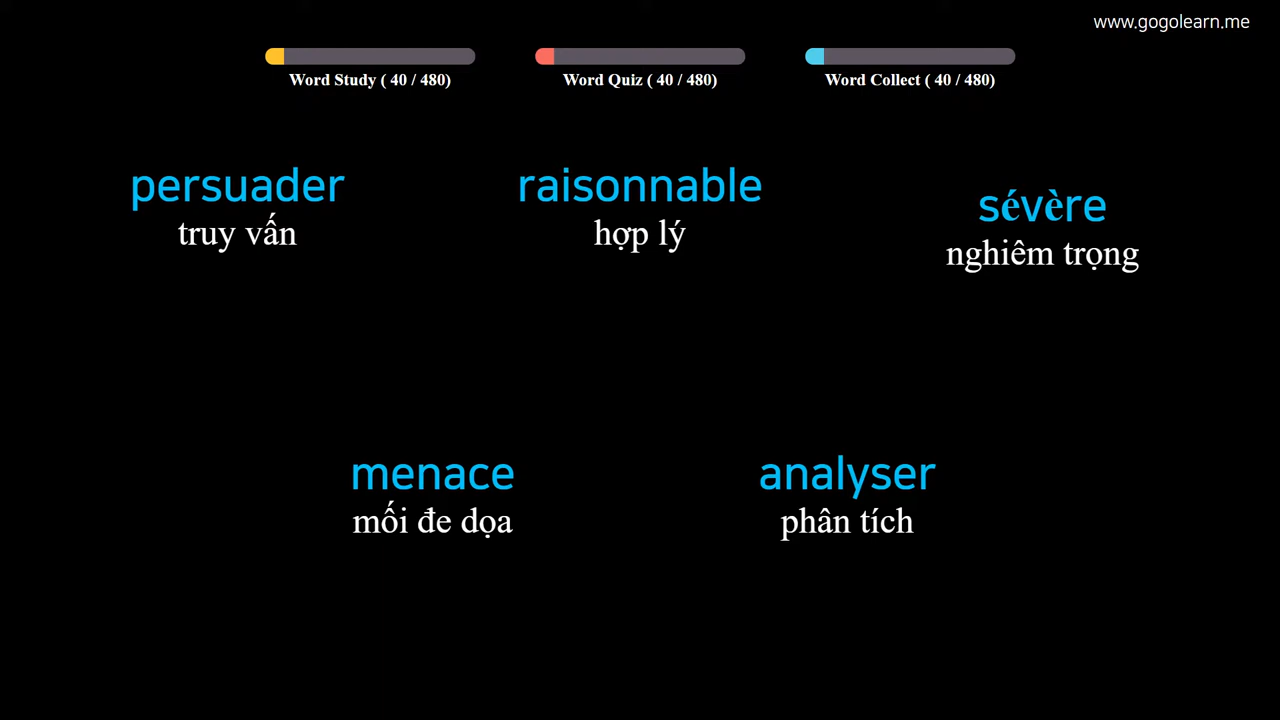 www.gogolearn.me
Word Study ( 40 / 480)
Word Quiz ( 40 / 480)
Word Collect ( 40 / 480)
persuader
truy vấn
raisonnable
hợp lý
sévère
nghiêm trọng
menace
mối đe dọa
analyser
phân tích